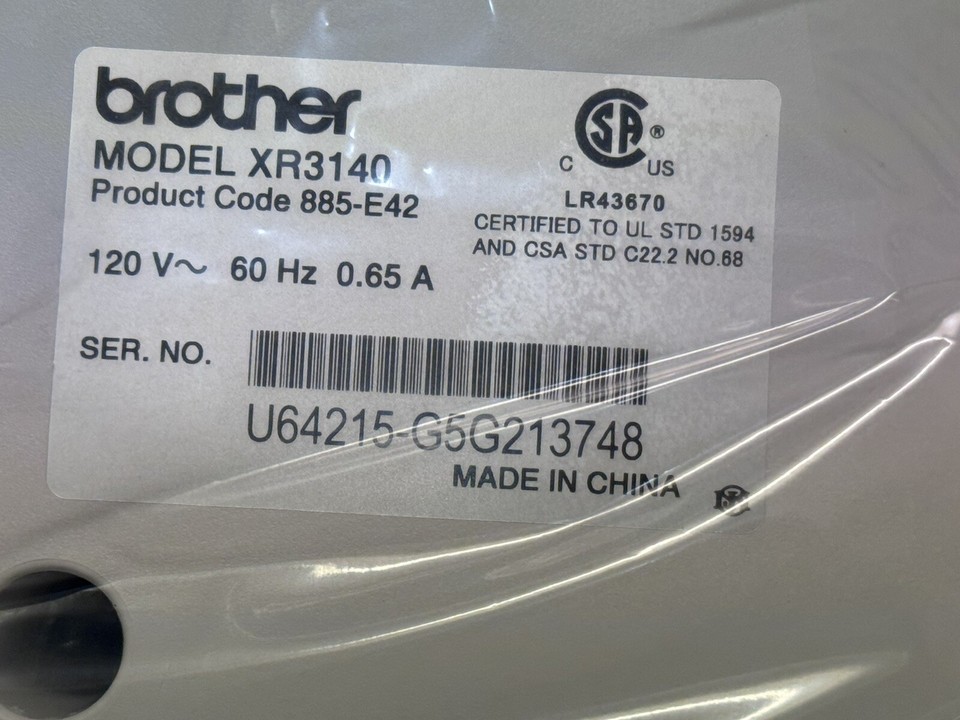 brother
MODEL XR3140
Product Code 885-E42
120 V～ 60 Hz 0.65 A
CSA®
C US
LR43670
CERTIFIED TO UL STD 1594
AND CSA STD C22.2 NO.68
SER. NO.
U64215-G5G213748
MADE IN CHINA